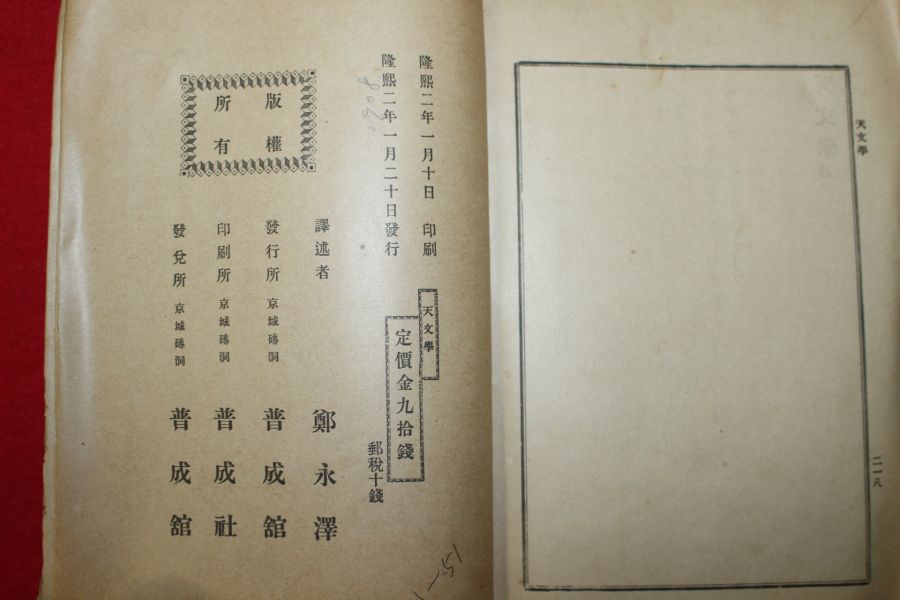 天文學
二一八
隆熙二年一月十日 印刷
隆熙二年一月二十日發行
1908
天文學
定價金九拾錢
郵稅十錢
譯述者 鄭永澤
發行所 京城磚洞 普成舘
印刷所 京城磚洞 普成社
發兌所 京城磚洞 普成舘
版權
所有